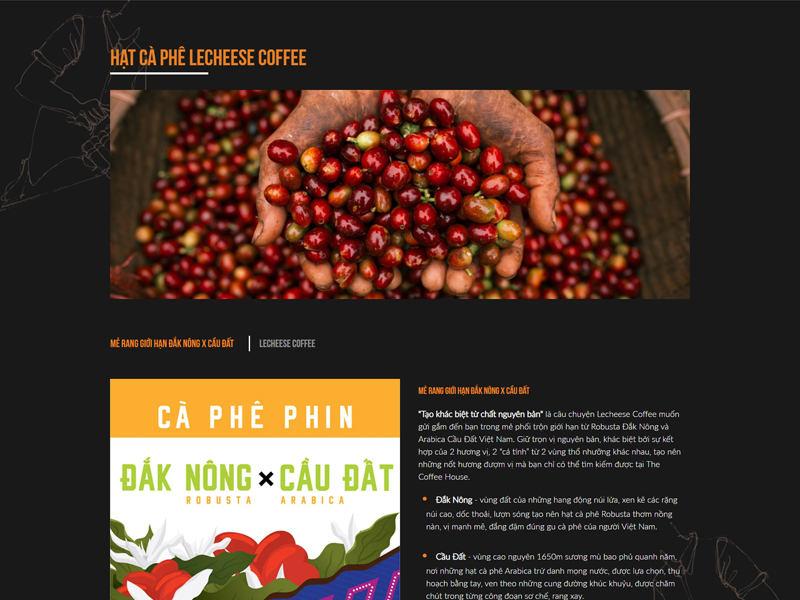 HẠT CÀ PHÊ LECHEESE COFFEE
MẺ RANG GIỚI HẠN ĐẮK NÔNG X CẦU ĐẤT
LECHEESE COFFEE
CÀ PHÊ PHIN
ĐẮK NÔNG × CẦU ĐẤT
ROBUSTA ARABICA
MẺ RANG GIỚI HẠN ĐẮK NÔNG X CẦU ĐẤT
"Tạo khác biệt từ chất nguyên bản" là câu chuyện Lecheese Coffee muốn
gửi gắm đến bạn trong mẻ phối trộn giới hạn từ Robusta Đắk Nông và
Arabica Cầu Đất Việt Nam. Giữ trọn vị nguyên bản, khác biệt bởi sự kết
hợp của 2 hương vị, 2 "cá tính" từ 2 vùng thổ nhưỡng khác nhau, tạo nên
những nốt hương đượm vị mà bạn chỉ có thể tìm kiếm được tại The
Coffee House.
Đắk Nông - vùng đất của những hang động núi lửa, xen kẽ các rặng
núi cao, dốc thoải, lượn sóng tạo nên hạt cà phê Robusta thơm nồng
nàn, vị mạnh mẽ, đắng đậm đúng gu cà phê của người Việt Nam.
Cầu Đất - vùng cao nguyên 1650m sương mù bao phủ quanh năm,
nơi những hạt cà phê Arabica trứ danh mọng nước, được lựa chọn, thu
hoạch bằng tay, ven theo những cung đường khúc khuỷu, được chăm
chút trong từng công đoạn sơ chế, rang xay.